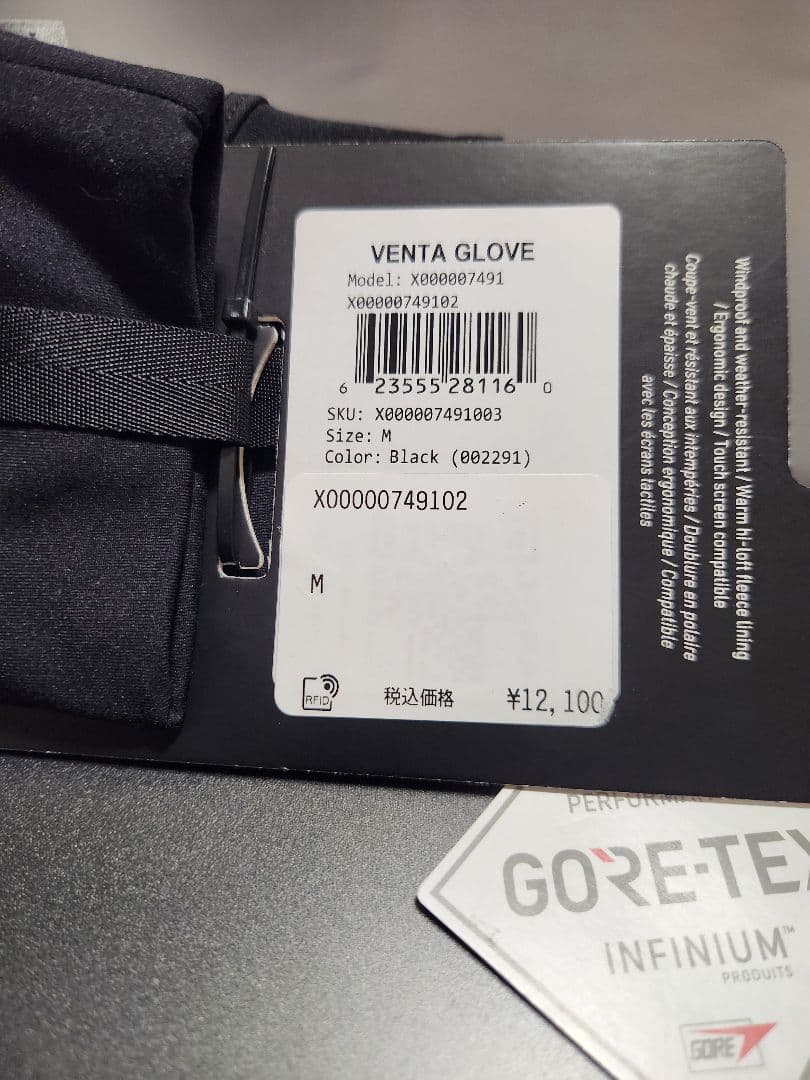 VENTA GLOVE
Model: X000007491
X00000749102
6 23555 28116 0
SKU: X000007491003
Size: M
Color: Black (002291)
X00000749102
M
RFID
税込価格 ¥12,100
Windproof and weather-resistant / Warm hi-loft fleece lining
/ Ergonomic design / Touch screen compatible
Coupe-vent et résistant aux intempéries / Doublure en polaire
chaude et épaisse / Conception ergonomique / Compatible
avec les écrans tactiles
GORE-TEX
INFINIUM™
PRODUITS
GORE